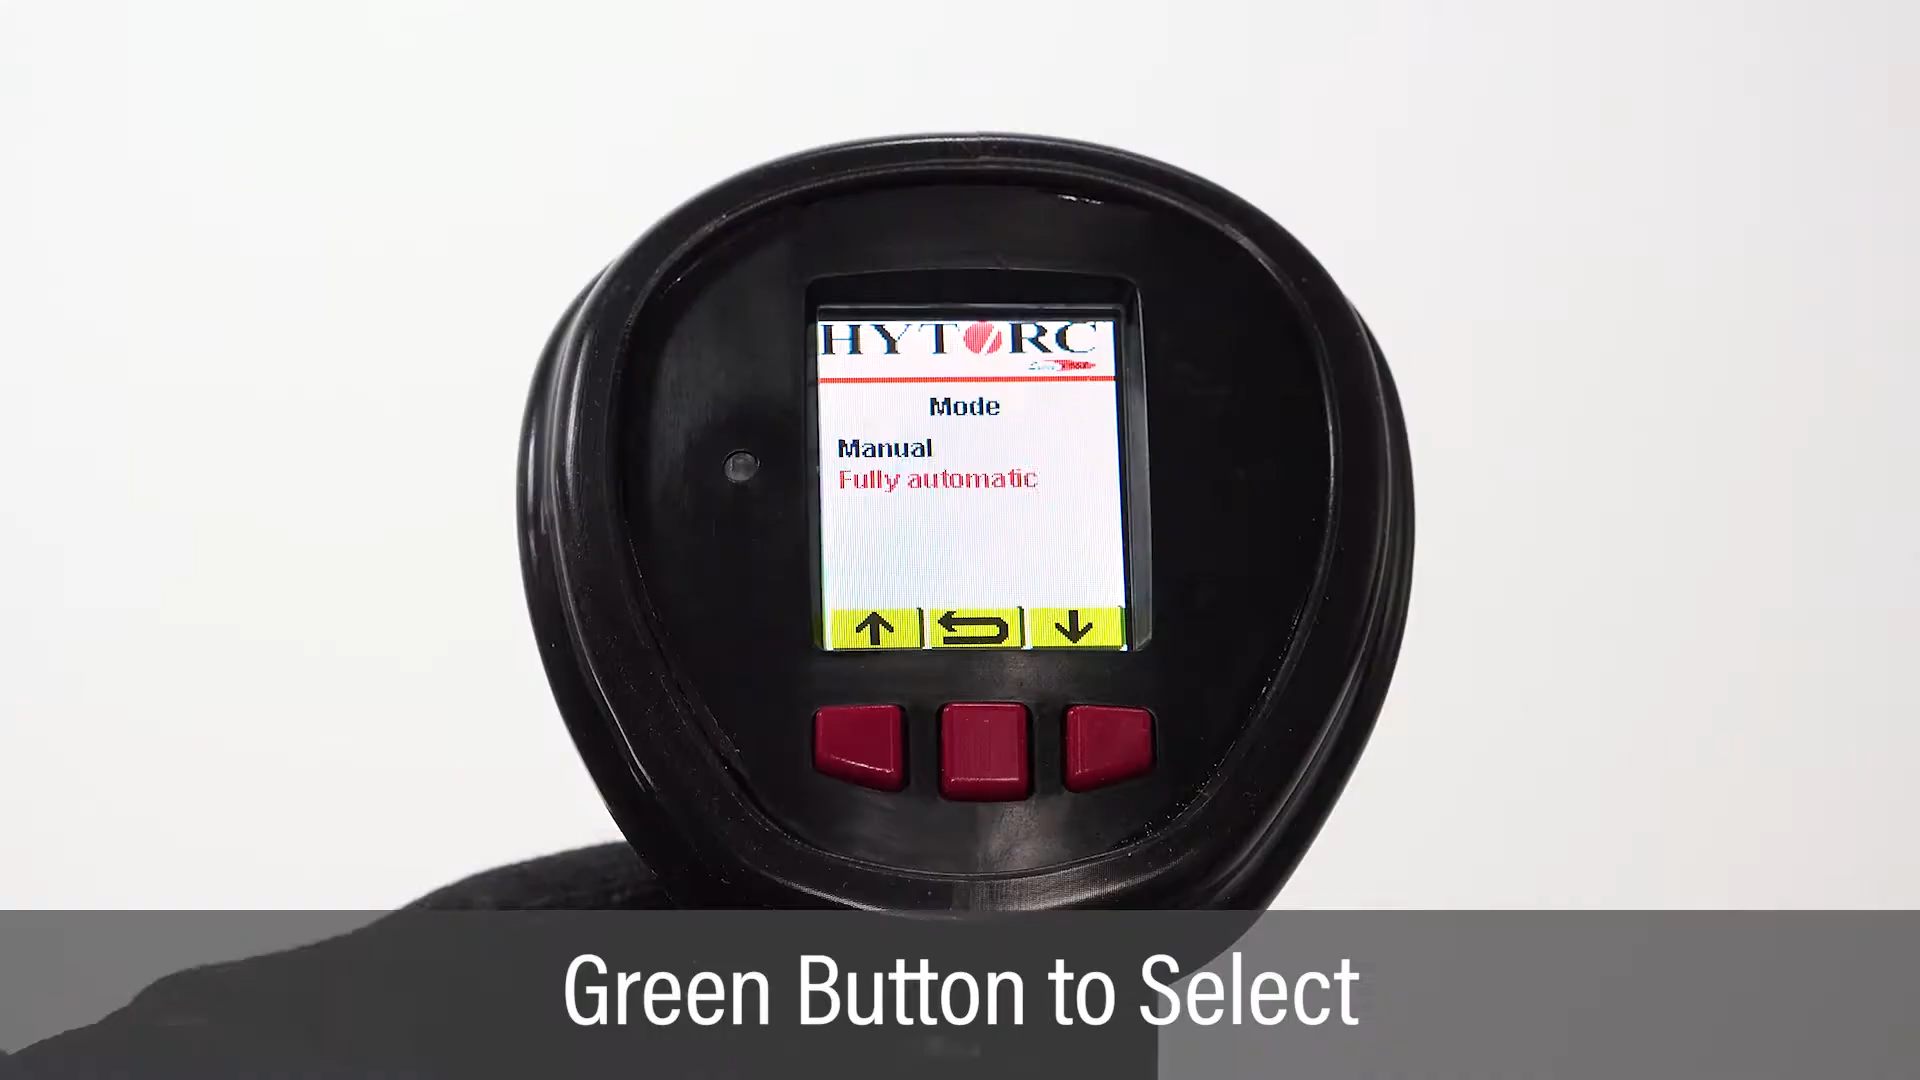 HYTORC
Mode
Manual
Fully automatic
Green Button to Select